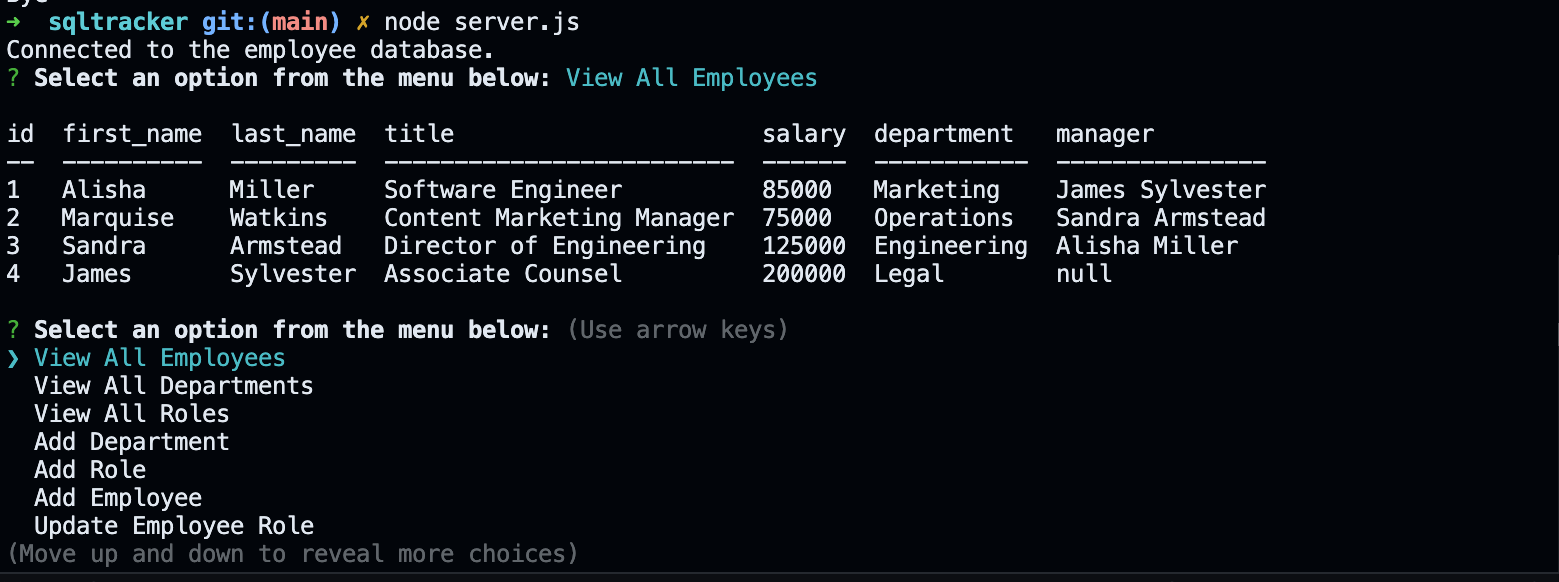 ➜  sqltracker git:(main) ✗ node server.js
Connected to the employee database.
? Select an option from the menu below: View All Employees

id  first_name  last_name  title                      salary  department   manager
--  ----------  ---------  -------------------------  ------  -----------  ---------------
1   Alisha      Miller     Software Engineer          85000   Marketing    James Sylvester
2   Marquise    Watkins    Content Marketing Manager  75000   Operations   Sandra Armstead
3   Sandra      Armstead   Director of Engineering    125000  Engineering  Alisha Miller
4   James       Sylvester  Associate Counsel          200000  Legal        null

? Select an option from the menu below: (Use arrow keys)
❯ View All Employees
  View All Departments
  View All Roles
  Add Department
  Add Role
  Add Employee
  Update Employee Role
(Move up and down to reveal more choices)